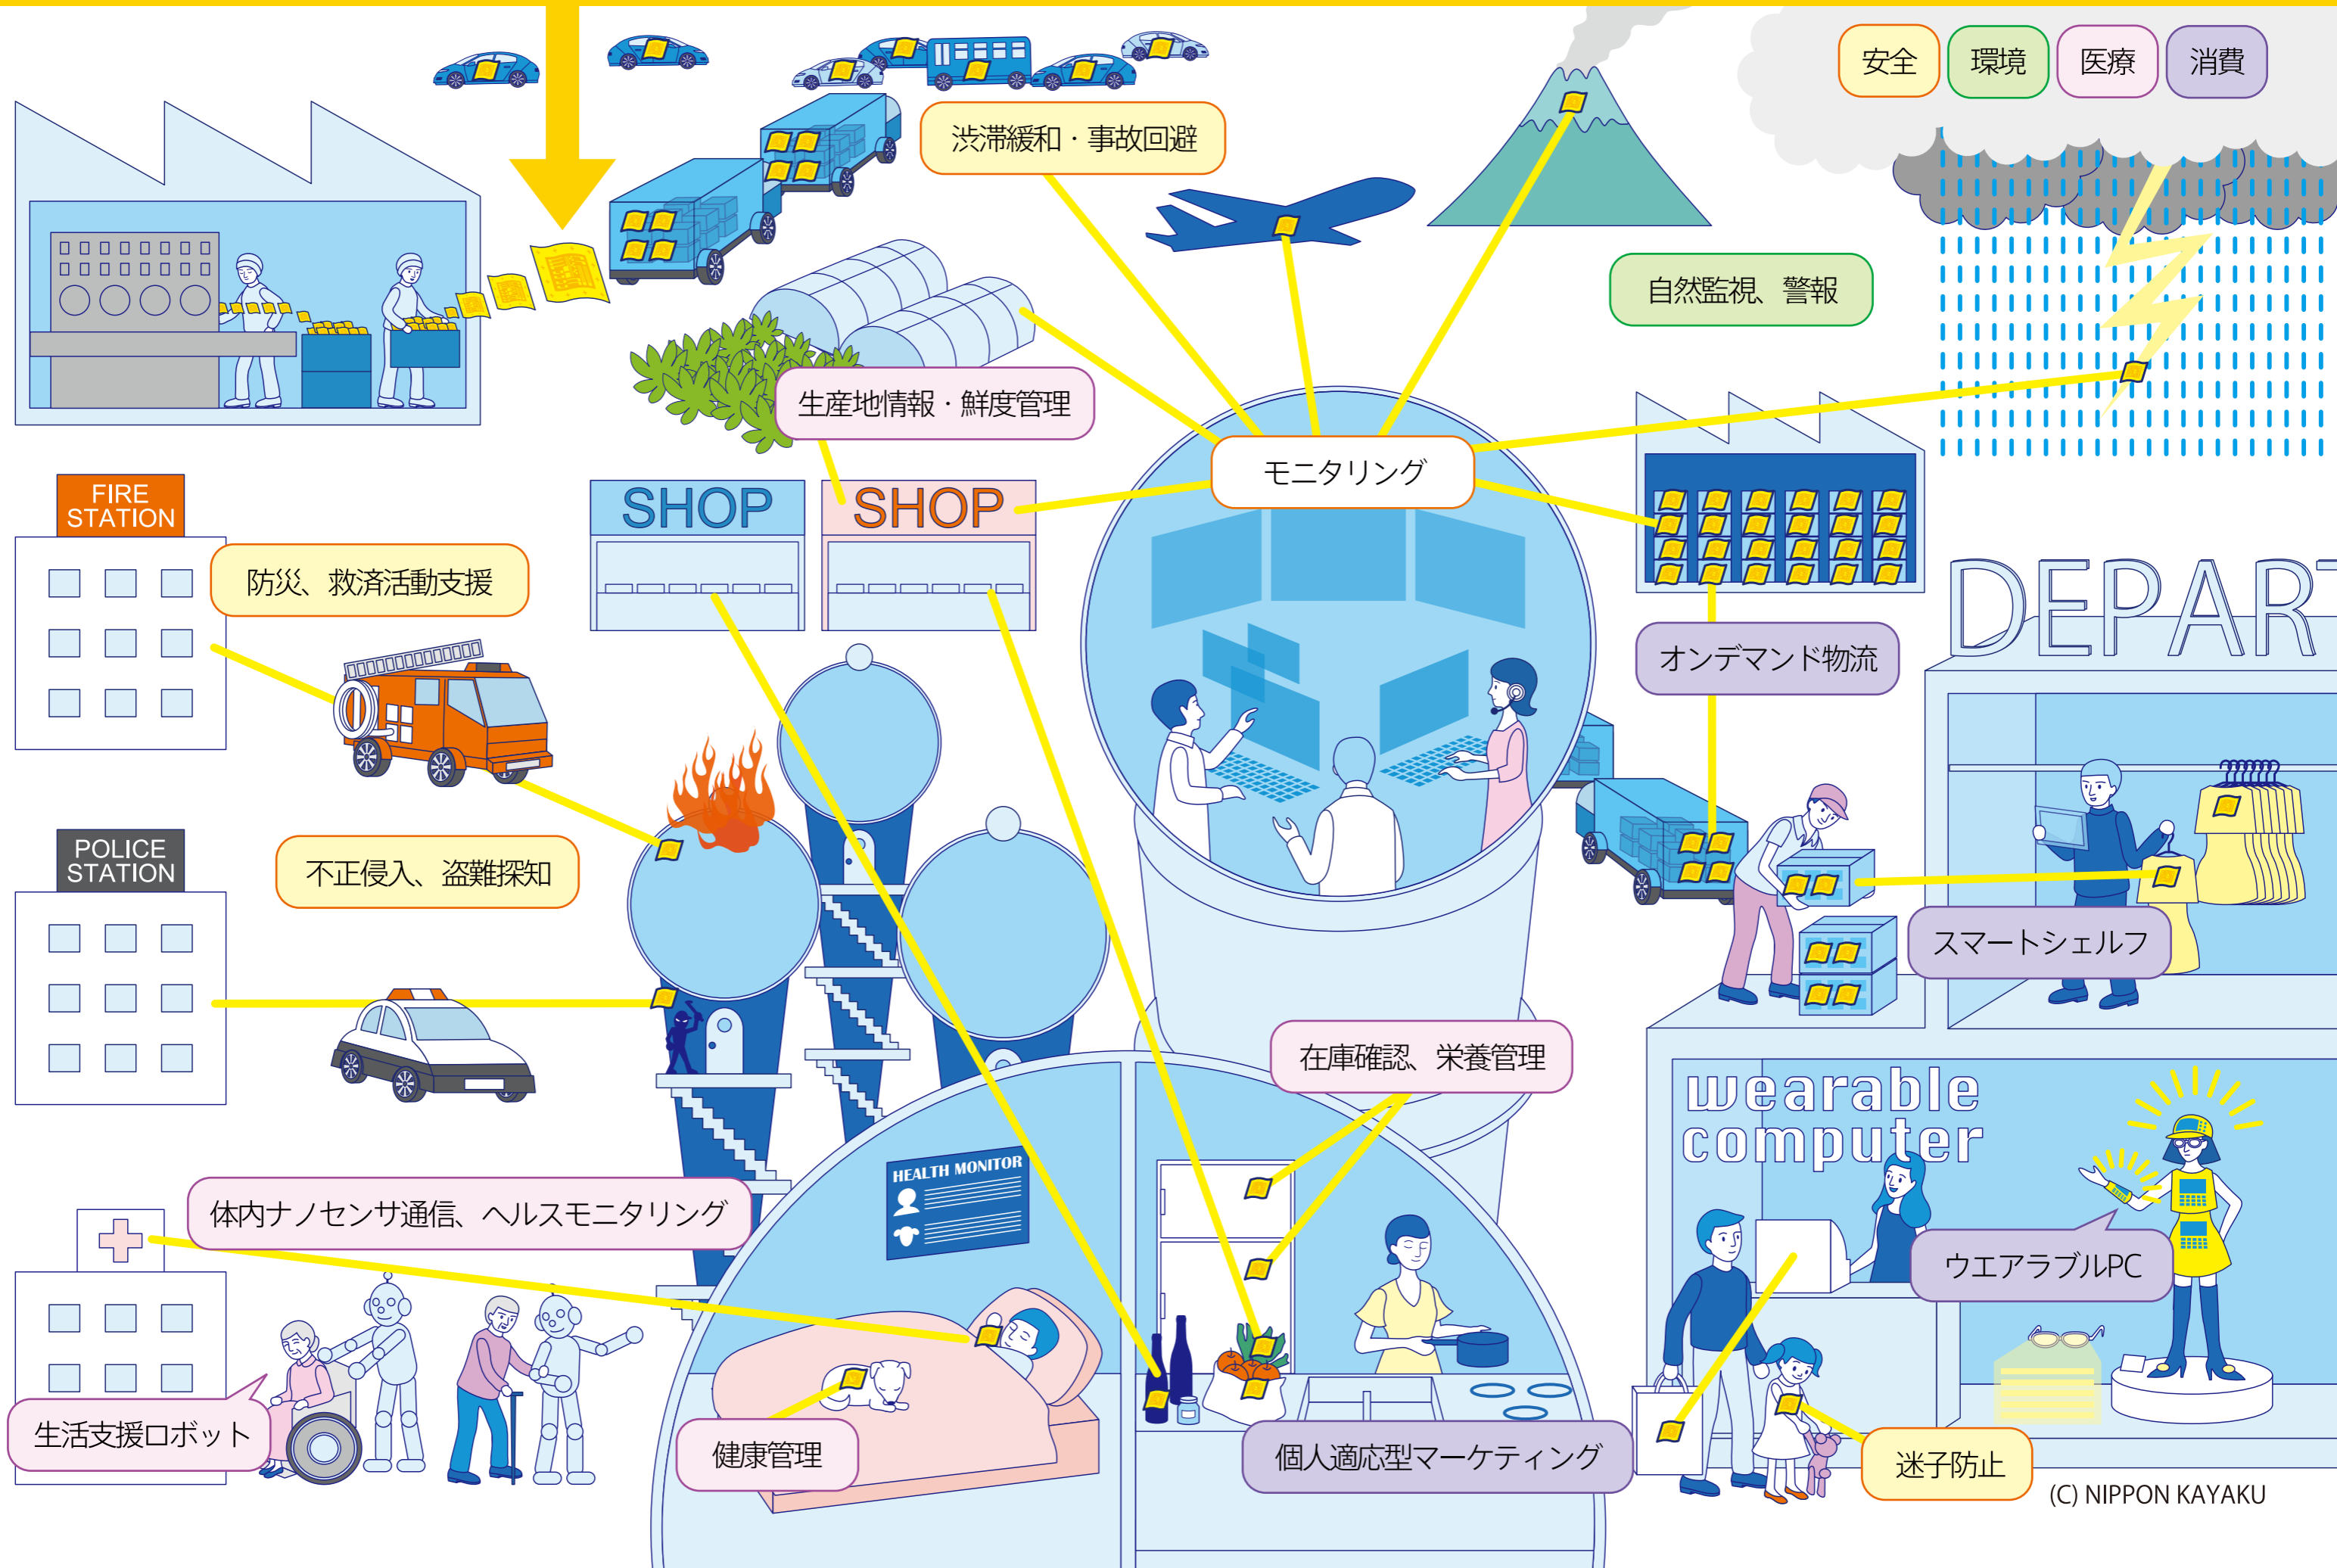 安全
環境
医療
消費
渋滞緩和・事故回避
自然監視、警報
生産地情報・鮮度管理
モニタリング
FIRE
STATION
SHOP
SHOP
防災、救済活動支援
DEPART
オンデマンド物流
POLICE
STATION
不正侵入、盗難探知
スマートシェルフ
在庫確認、栄養管理
wearable
computer
HEALTH MONITOR
体内ナノセンサ通信、ヘルスモニタリング
ウエアラブルPC
生活支援ロボット
健康管理
個人適応型マーケティング
迷子防止
(C) NIPPON KAYAKU